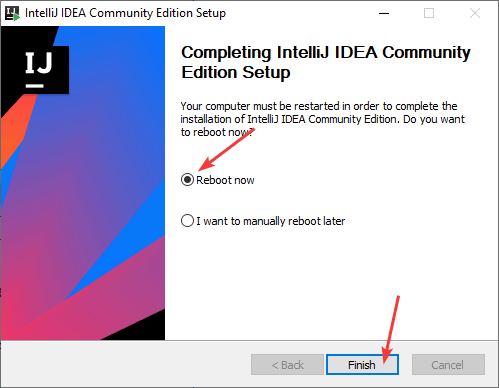 IntelliJ IDEA Community Edition Setup
IJ
Completing IntelliJ IDEA Community
Edition Setup
Your computer must be restarted in order to complete the
installation of IntelliJ IDEA Community Edition. Do you want
to reboot now?
Reboot now
I want to manually reboot later
< Back
Finish
Cancel